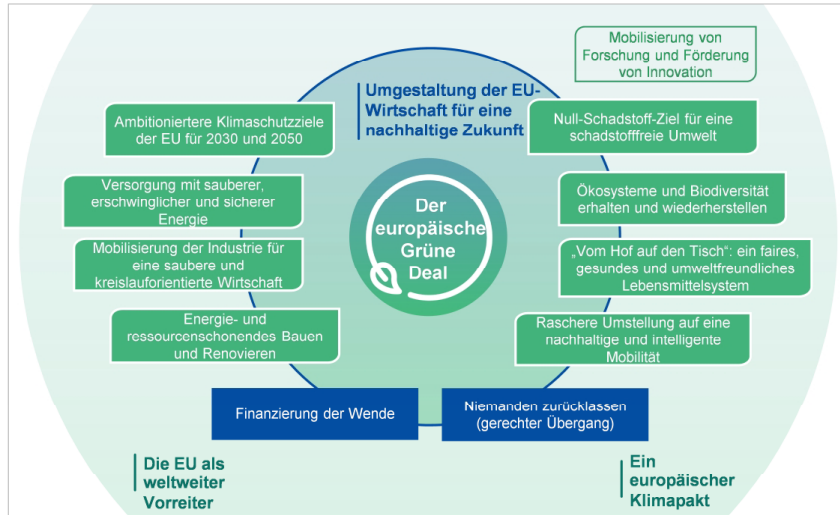 Mobilisierung von
Forschung und Förderung
von Innovation
Umgestaltung der EU-
Wirtschaft für eine
nachhaltige Zukunft
Ambitioniertere Klimaschutzziele
der EU für 2030 und 2050
Null-Schadstoff-Ziel für eine
schadstofffreie Umwelt
Versorgung mit sauberer,
erschwinglicher und sicherer
Energie
Ökosysteme und Biodiversität
erhalten und wiederherstellen
Der
europäische
Grüne
Deal
Mobilisierung der Industrie für
eine saubere und
kreislauforientierte Wirtschaft
„Vom Hof auf den Tisch“: ein faires,
gesundes und umweltfreundliches
Lebensmittelsystem
Energie- und
ressourcenschonendes Bauen
und Renovieren
Raschere Umstellung auf eine
nachhaltige und intelligente
Mobilität
Finanzierung der Wende
Niemanden zurücklassen
(gerechter Übergang)
Die EU als
weltweiter
Vorreiter
Ein
europäischer
Klimapakt